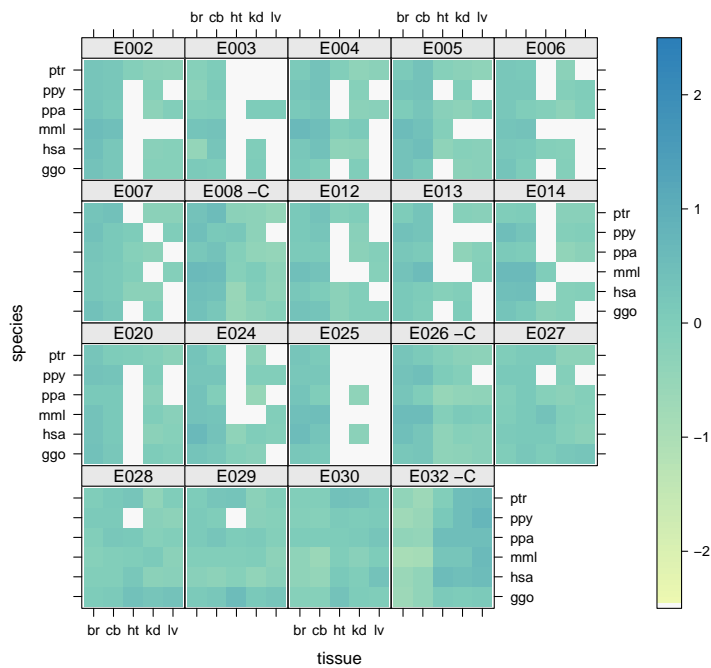 br cb ht kd lv br cb ht kd lv
E002 E003 E004 E005 E006
ptr
ppy
ppa
mml
hsa
ggo
E007 E008 −C E012 E013 E014
ptr
ppy
ppa
mml
hsa
ggo
E020 E024 E025 E026 −C E027
ptr
ppy
ppa
mml
hsa
ggo
E028 E029 E030 E032 −C
ptr
ppy
ppa
mml
hsa
ggo
br cb ht kd lv br cb ht kd lv
tissue
species
2
1
0
−1
−2